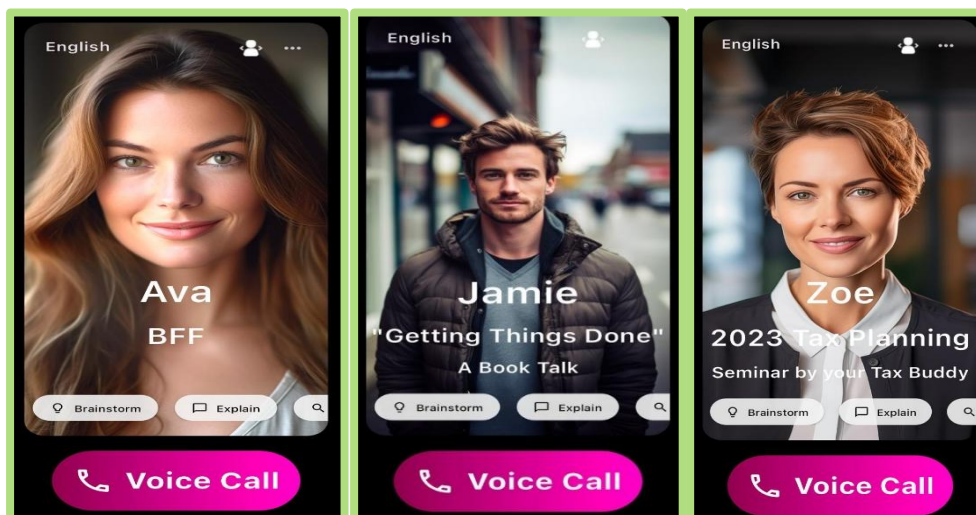 English
Ava
BFF
Brainstorm
Explain
Voice Call
English
Jamie
"Getting Things Done"
A Book Talk
Brainstorm
Explain
Voice Call
English
Zoe
2023 Tax Planning
Seminar by your Tax Buddy
Brainstorm
Explain
Voice Call